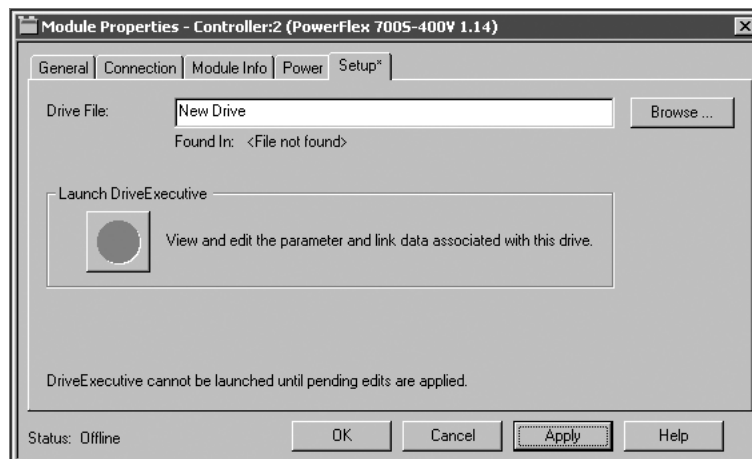 Module Properties - Controller:2 (PowerFlex 700S-400V 1.14)
General Connection Module Info Power Setup*
Drive File: New Drive Browse ...
Found In: <File not found>
Launch DriveExecutive
View and edit the parameter and link data associated with this drive.
DriveExecutive cannot be launched until pending edits are applied.
Status: Offline OK Cancel Apply Help